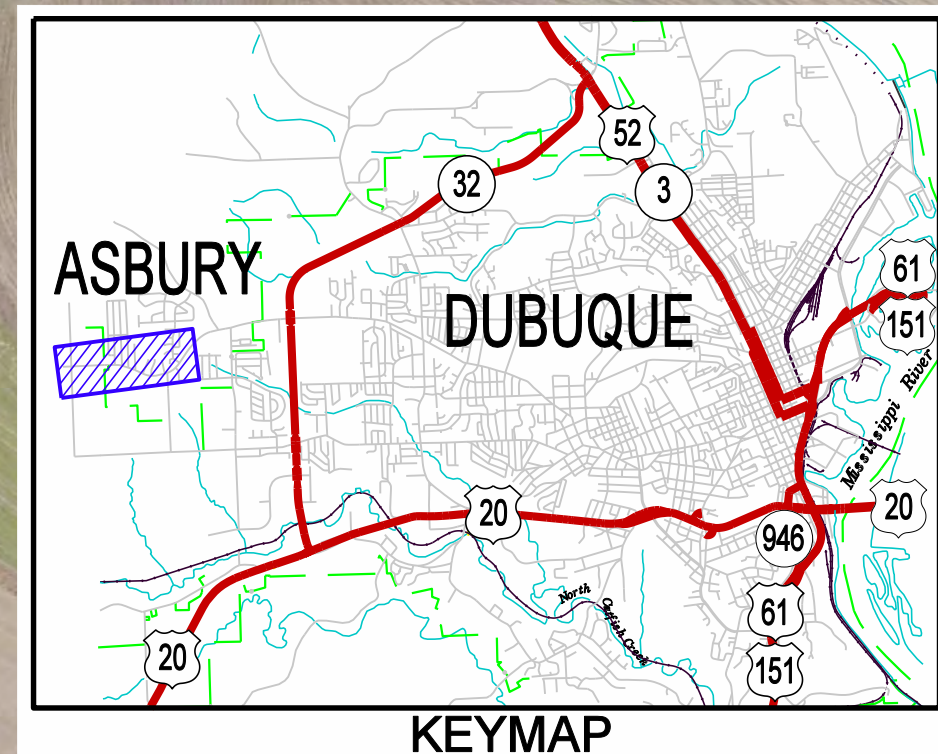 52
32
3
ASBURY
61
DUBUQUE
151
Mississippi River
20
20
946
North Catfish Creek
61
20
151
KEYMAP